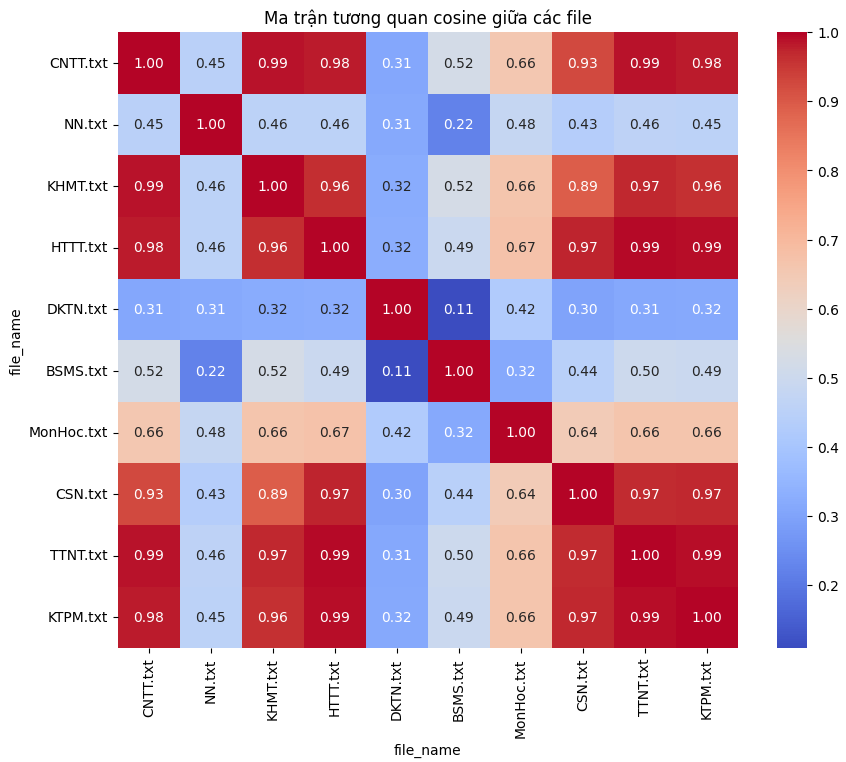 Ma trận tương quan cosine giữa các file
CNTT.txt 1.00 0.45 0.99 0.98 0.31 0.52 0.66 0.93 0.99 0.98
NN.txt 0.45 1.00 0.46 0.46 0.31 0.22 0.48 0.43 0.46 0.45
KHMT.txt 0.99 0.46 1.00 0.96 0.32 0.52 0.66 0.89 0.97 0.96
HTTT.txt 0.98 0.46 0.96 1.00 0.32 0.49 0.67 0.97 0.99 0.99
DKTN.txt 0.31 0.31 0.32 0.32 1.00 0.11 0.42 0.30 0.31 0.32
BSMS.txt 0.52 0.22 0.52 0.49 0.11 1.00 0.32 0.44 0.50 0.49
MonHoc.txt 0.66 0.48 0.66 0.67 0.42 0.32 1.00 0.64 0.66 0.66
CSN.txt 0.93 0.43 0.89 0.97 0.30 0.44 0.64 1.00 0.97 0.97
TTNT.txt 0.99 0.46 0.97 0.99 0.31 0.50 0.66 0.97 1.00 0.99
KTPM.txt 0.98 0.45 0.96 0.99 0.32 0.49 0.66 0.97 0.99 1.00
file_name
CNTT.txt NN.txt KHMT.txt HTTT.txt DKTN.txt BSMS.txt MonHoc.txt CSN.txt TTNT.txt KTPM.txt
file_name
1.0
0.9
0.8
0.7
0.6
0.5
0.4
0.3
0.2